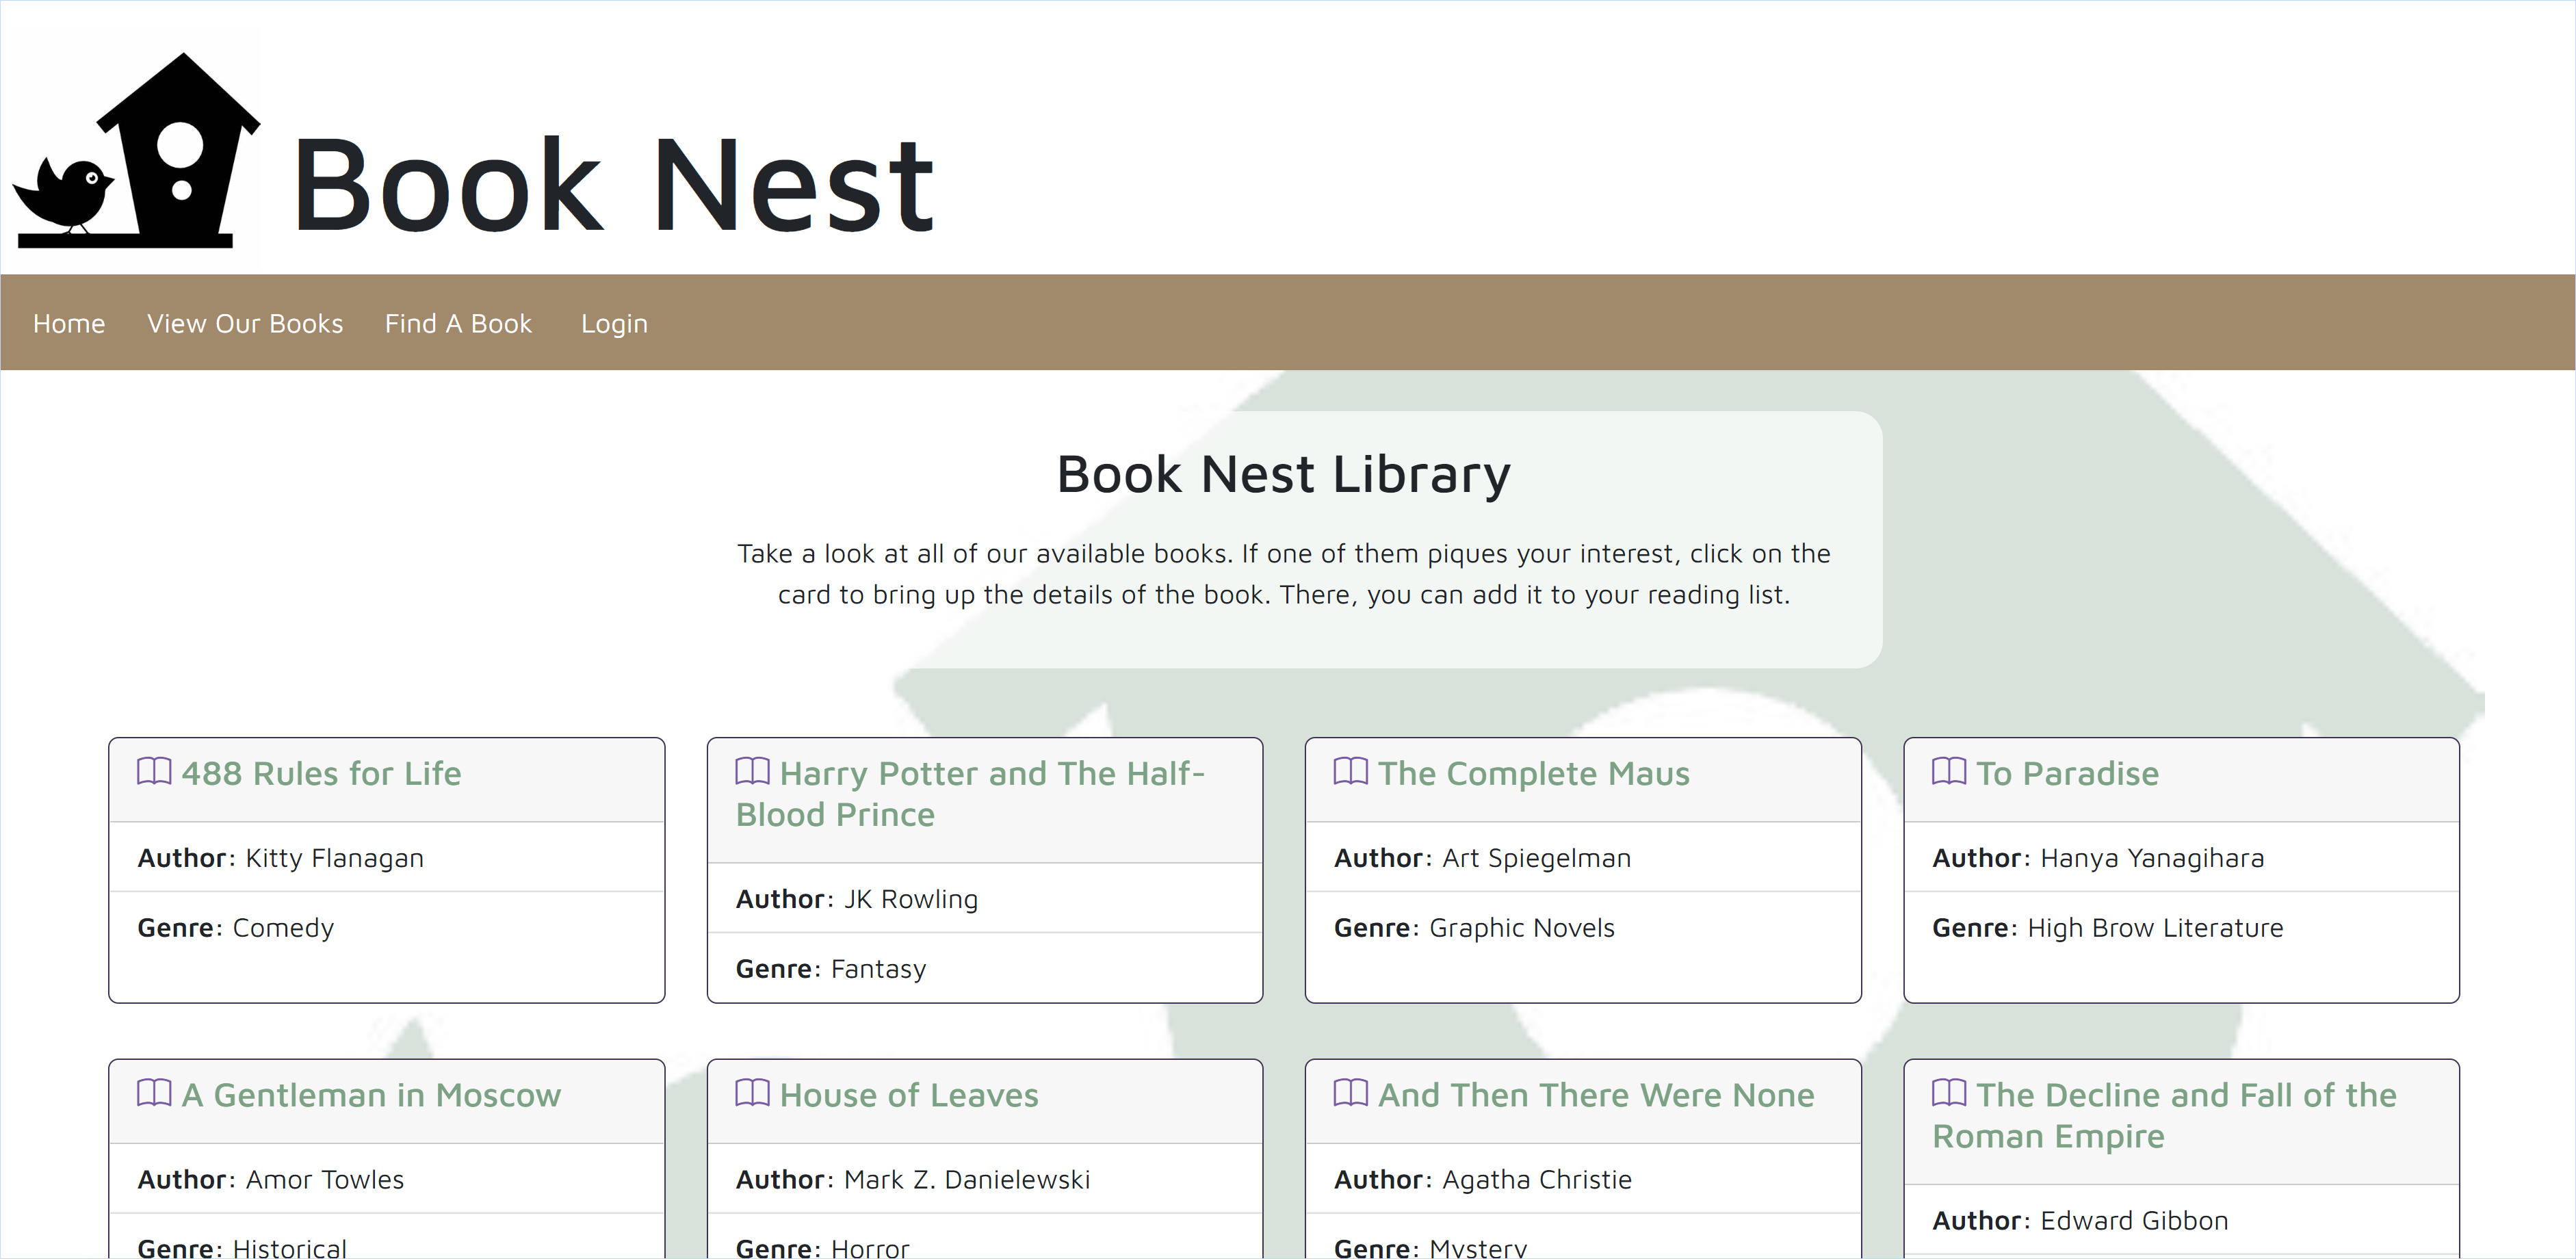 Book Nest
Home View Our Books Find A Book Login
Book Nest Library
Take a look at all of our available books. If one of them piques your interest, click on the
card to bring up the details of the book. There, you can add it to your reading list.
488 Rules for Life
Author: Kitty Flanagan
Genre: Comedy
Harry Potter and The Half-
Blood Prince
Author: JK Rowling
Genre: Fantasy
The Complete Maus
Author: Art Spiegelman
Genre: Graphic Novels
To Paradise
Author: Hanya Yanagihara
Genre: High Brow Literature
A Gentleman in Moscow
Author: Amor Towles
Genre: Historical
House of Leaves
Author: Mark Z. Danielewski
Genre: Horror
And Then There Were None
Author: Agatha Christie
Genre: Mystery
The Decline and Fall of the
Roman Empire
Author: Edward Gibbon